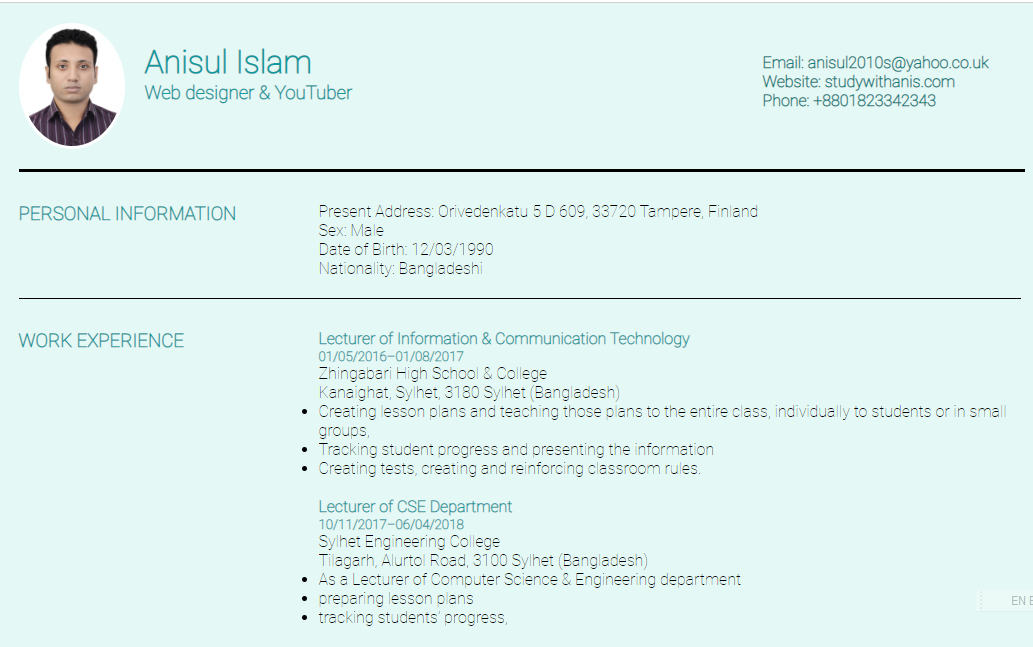 Anisul Islam
Web designer & YouTuber
Email: anisul2010s@yahoo.co.uk
Website: studywithanis.com
Phone: +8801823342343
PERSONAL INFORMATION
Present Address: Orivedenkatu 5 D 609, 33720 Tampere, Finland
Sex: Male
Date of Birth: 12/03/1990
Nationality: Bangladeshi
WORK EXPERIENCE
Lecturer of Information & Communication Technology
01/05/2016–01/08/2017
Zhingabari High School & College
Kanaighat, Sylhet, 3180 Sylhet (Bangladesh)
• Creating lesson plans and teaching those plans to the entire class, individually to students or in small
groups,
• Tracking student progress and presenting the information
• Creating tests, creating and reinforcing classroom rules.
Lecturer of CSE Department
10/11/2017–06/04/2018
Sylhet Engineering College
Tilagarh, Alurtol Road, 3100 Sylhet (Bangladesh)
• As a Lecturer of Computer Science & Engineering department
• preparing lesson plans
• tracking students' progress,
EN